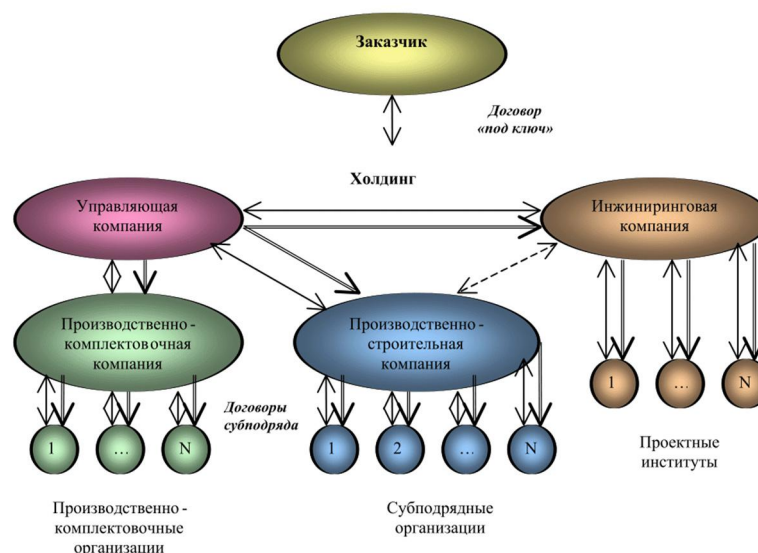 Заказчик
Договор
«под ключ»
Холдинг
Управляющая
компания
Инжиниринговая
компания
Производственно -
комплектовочная
компания
Производственно -
строительная
компания
1
…
N
Договоры
субподряда
1
…
N
1
2
…
N
Проектные
институты
Производственно -
комплектовочные
организации
Субподрядные
организации